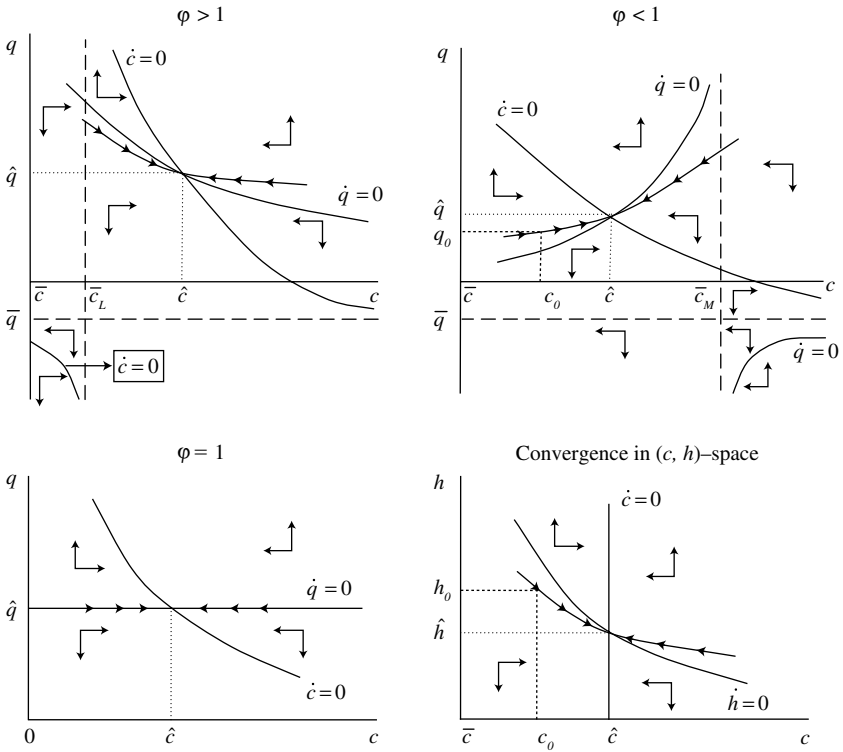 φ > 1
q
ċ = 0
q̂
q̇ = 0
c̅
c̅_L
ĉ
c
q̅
ċ = 0
φ < 1
q
q̇ = 0
ċ = 0
q̂
q₀
c̅
c₀
ĉ
c̅_M
c
q̅
q̇ = 0
φ = 1
q
q̇ = 0
q̂
ċ = 0
0
ĉ
c
Convergence in (c, h)–space
h
ċ = 0
h₀
ĥ
ḣ = 0
c̅
c₀
ĉ
c